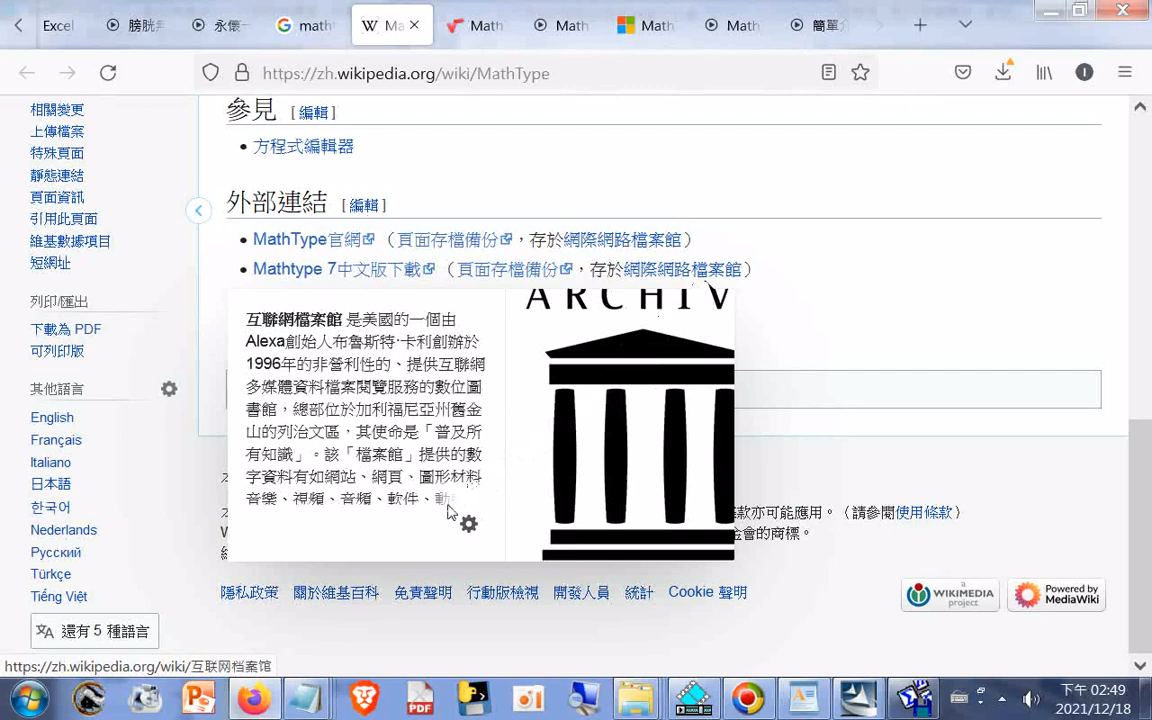 Excel
膀胱
永懷
math
Ma
Math
Math
Math
Math
簡單
https://zh.wikipedia.org/wiki/MathType
相關變更
上傳檔案
特殊頁面
靜態連結
頁面資訊
引用此頁面
維基數據項目
短網址
列印/匯出
下載為 PDF
可列印版
其他語言
English
Français
Italiano
日本語
한국어
Nederlands
Русский
Türkçe
Tiếng Việt
還有 5 種語言
參見 [編輯]
方程式編輯器
外部連結 [編輯]
MathType官網（頁面存檔備份，存於網際網路檔案館）
Mathtype 7中文版下載（頁面存檔備份，存於網際網路檔案館）
互聯網檔案館 是美國的一個由
Alexa創始人布魯斯特·卡利創辦於
1996年的非營利性的、提供互聯網
多媒體資料檔案閱覽服務的數位圖
書館，總部位於加利福尼亞州舊金
山的列治文區，其使命是「普及所
有知識」。該「檔案館」提供的數
字資料有如網站、網頁、圖形材料
音樂、視頻、音頻、軟件、動
ARCHIV
款亦可能應用。（請參閱使用條款）
金會的商標。
隱私政策 關於維基百科 免責聲明 行動版檢視 開發人員 統計 Cookie 聲明
a
WIKIMEDIA
project
Powered by
MediaWiki
https://zh.wikipedia.org/wiki/互联网档案馆
下午 02:49
2021/12/18